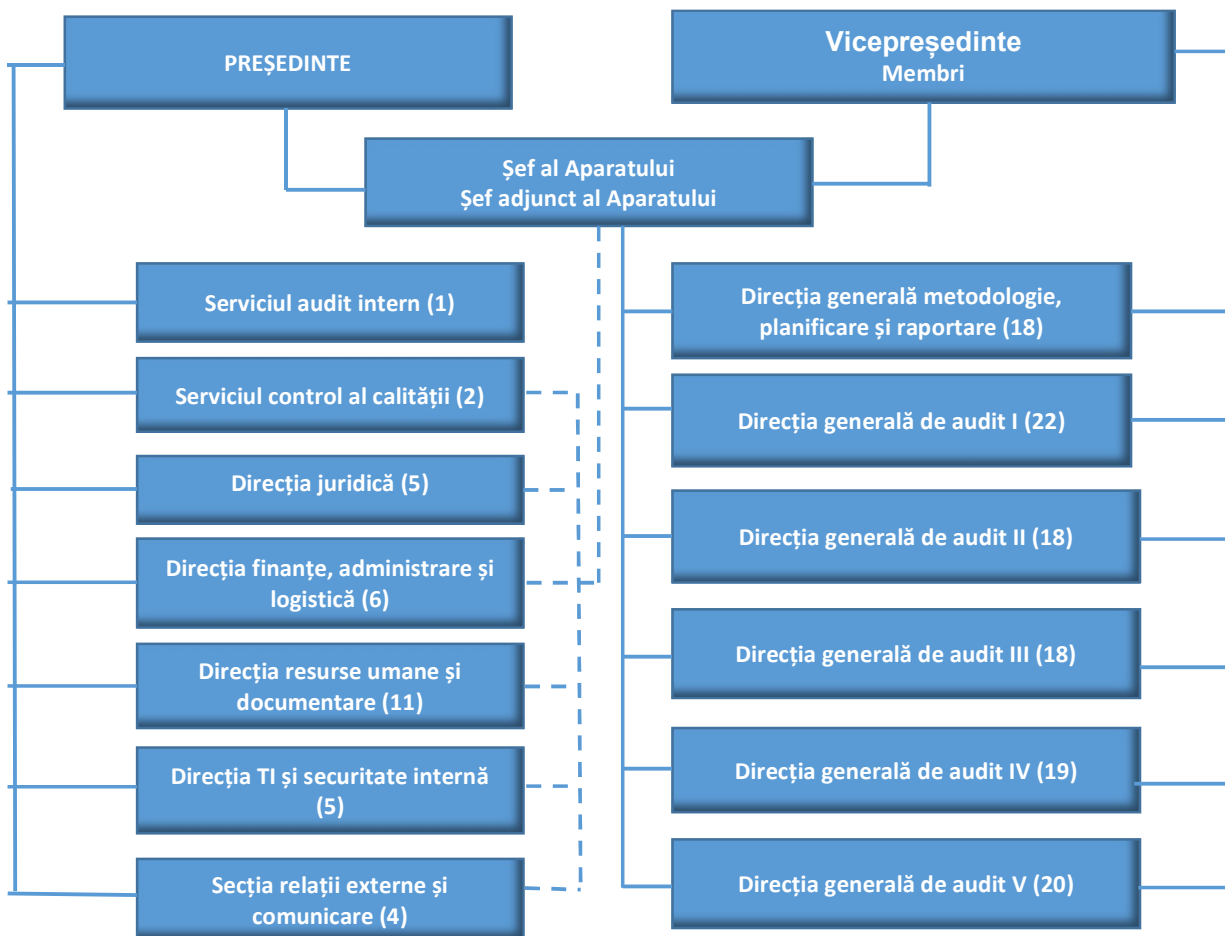 PREȘEDINTE
Vicepreședinte
Membri
Șef al Aparatului
Șef adjunct al Aparatului
Serviciul audit intern (1)
Serviciul control al calității (2)
Direcția juridică (5)
Direcția finanțe, administrare și
logistică (6)
Direcția resurse umane și
documentare (11)
Direcția TI și securitate internă
(5)
Secția relații externe și
comunicare (4)
Direcția generală metodologie,
planificare și raportare (18)
Direcția generală de audit I (22)
Direcția generală de audit II (18)
Direcția generală de audit III (18)
Direcția generală de audit IV (19)
Direcția generală de audit V (20)